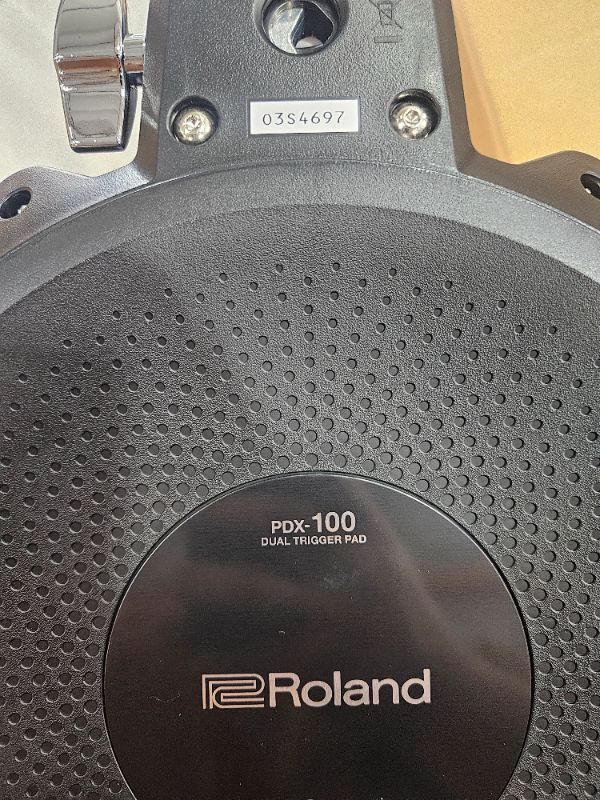 03S4697
PDX-100
DUAL TRIGGER PAD
Roland